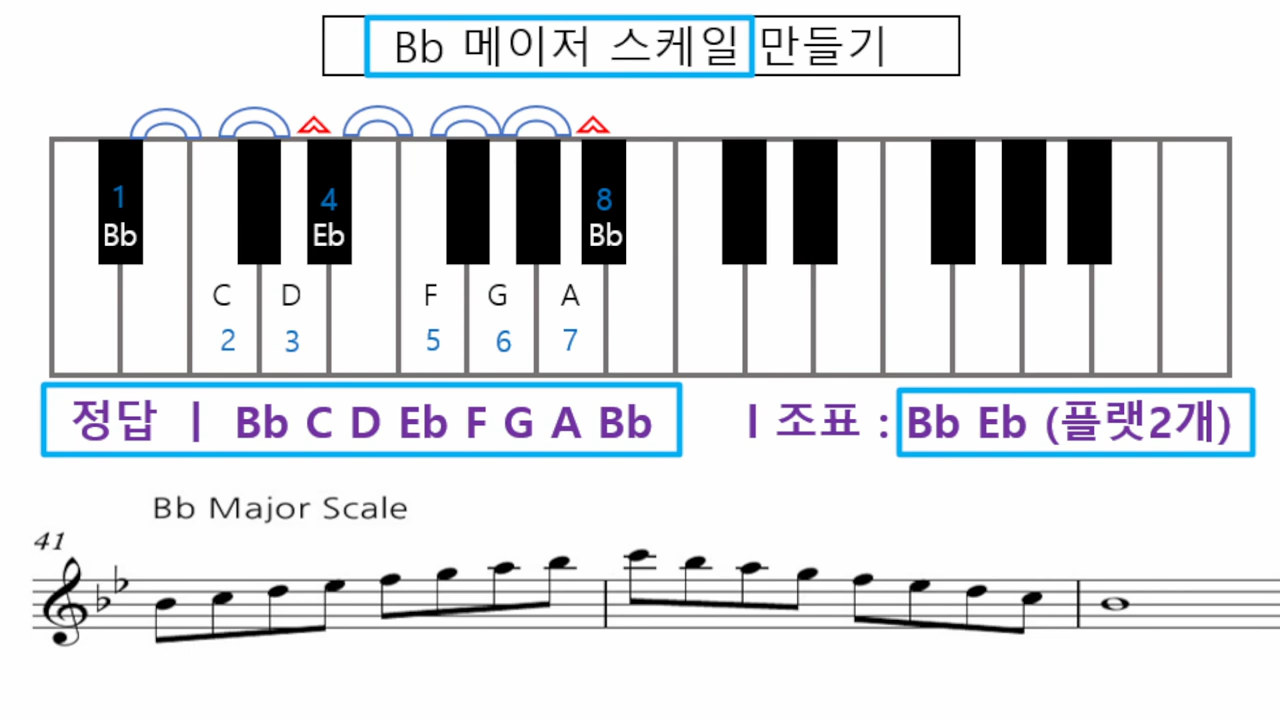 Bb 메이저 스케일 만들기
1 4 8
Bb Eb Bb
C D F G A
2 3 5 6 7
정답 | Bb C D Eb F G A Bb
| 조표 : Bb Eb (플랫2개)
Bb Major Scale
41